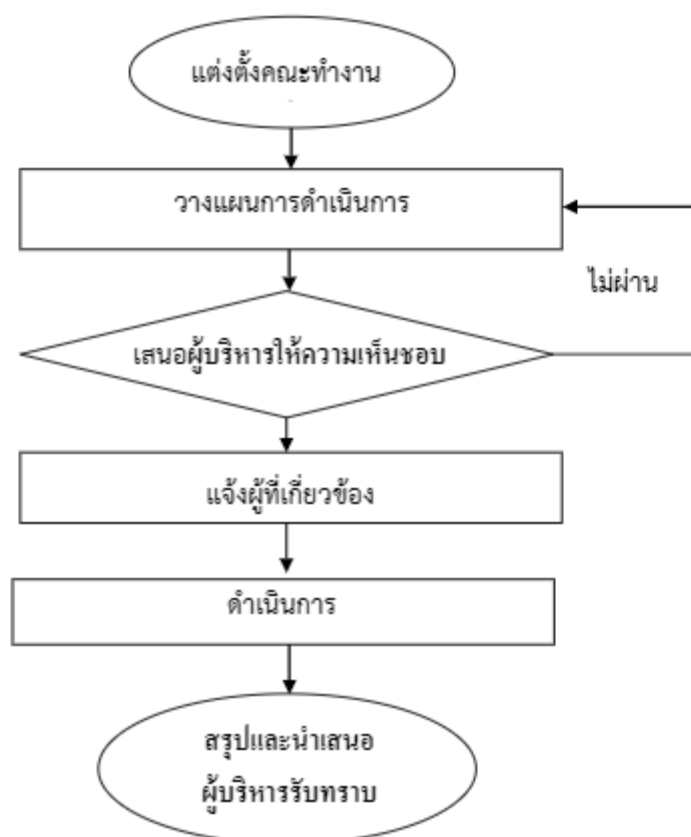 แต่งตั้งคณะทำงาน
วางแผนการดำเนินการ
ไม่ผ่าน
เสนอผู้บริหารให้ความเห็นชอบ
แจ้งผู้ที่เกี่ยวข้อง
ดำเนินการ
สรุปและนำเสนอ
ผู้บริหารรับทราบ